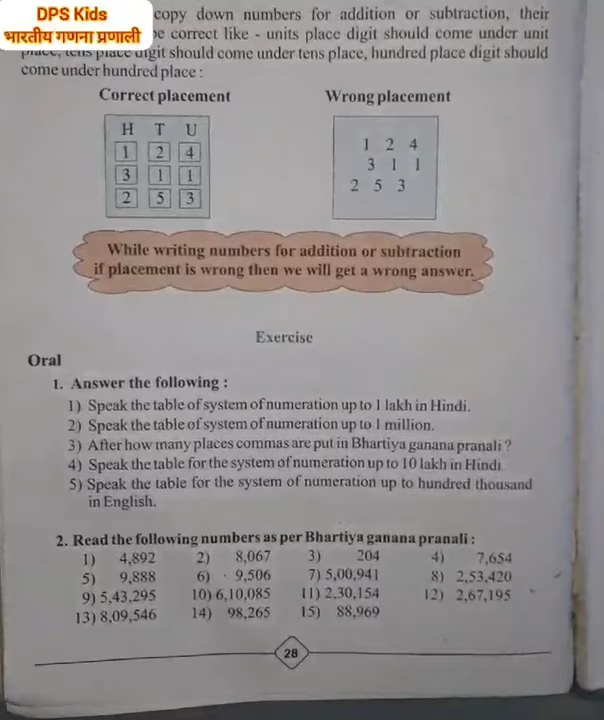 DPS Kids
भारतीय गणना प्रणाली
copy down numbers for addition or subtraction, their
be correct like - units place digit should come under unit
place, tens place digit should come under tens place, hundred place digit should
come under hundred place :
Correct placement Wrong placement
H T U
1 2 4
3 1 1
2 5 3
1 2 4
3 1 1
2 5 3
While writing numbers for addition or subtraction
if placement is wrong then we will get a wrong answer.
Exercise
Oral
1. Answer the following :
1) Speak the table of system of numeration up to 1 lakh in Hindi.
2) Speak the table of system of numeration up to 1 million.
3) After how many places commas are put in Bhartiya ganana pranali ?
4) Speak the table for the system of numeration up to 10 lakh in Hindi
5) Speak the table for the system of numeration up to hundred thousand
in English.
2. Read the following numbers as per Bhartiya ganana pranali :
1) 4,892 2) 8,067 3) 204 4) 7,654
5) 9,888 6) 9,506 7) 5,00,941 8) 2,53,420
9) 5,43,295 10) 6,10,085 11) 2,30,154 12) 2,67,195
13) 8,09,546 14) 98,265 15) 88,969
28